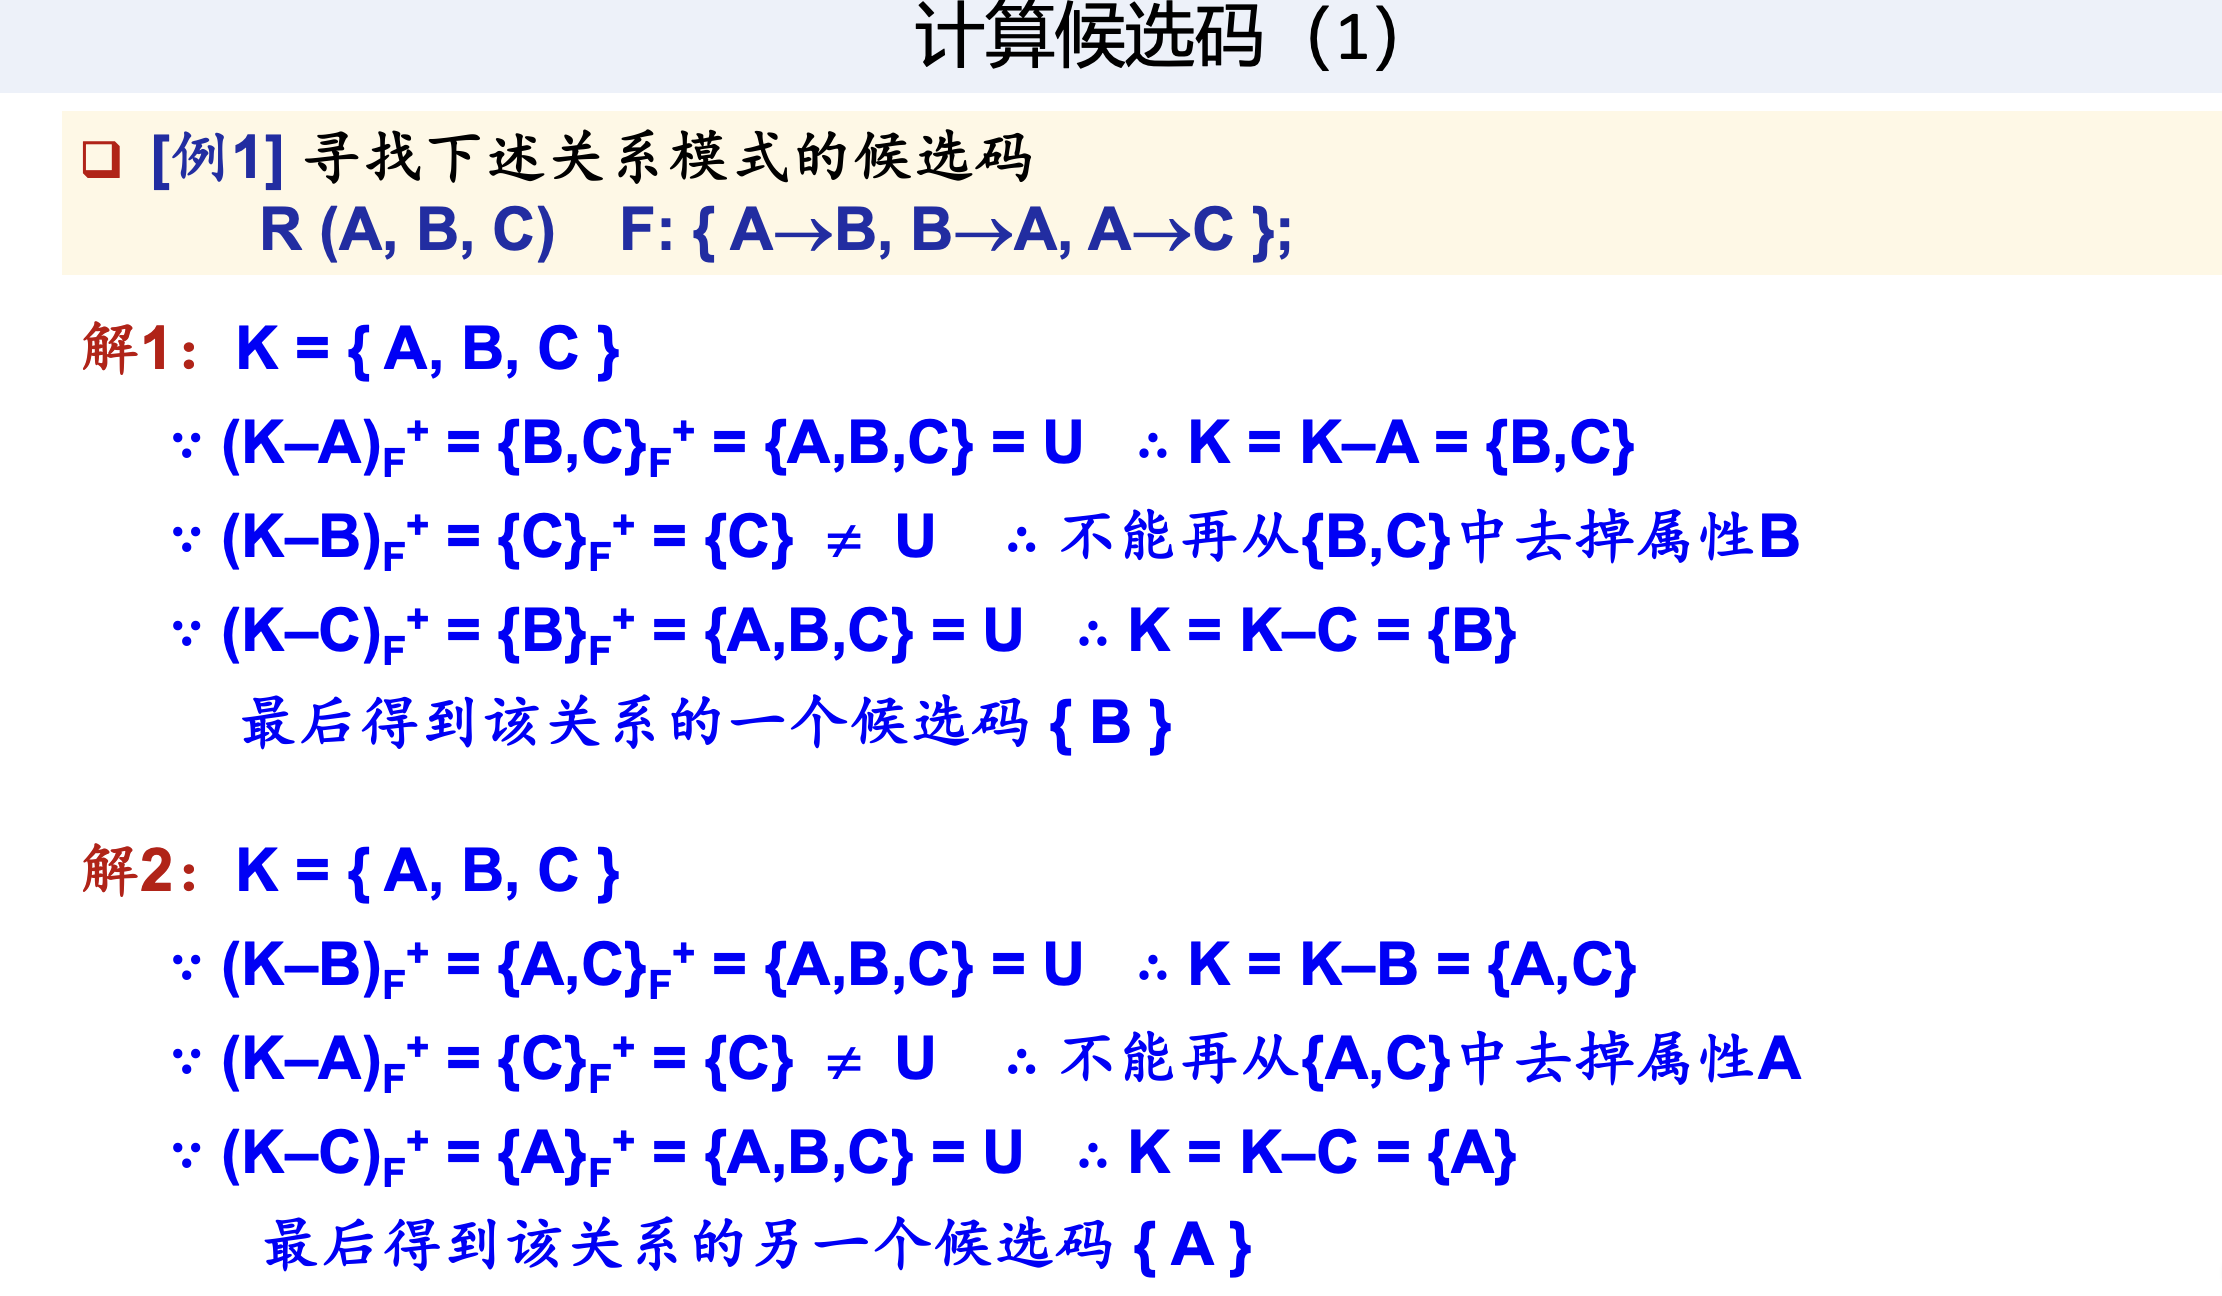 计算候选码（1）
❑ [例1] 寻找下述关系模式的候选码
R (A, B, C) F: { A→B, B→A, A→C };
解1：K = { A, B, C }
∵ (K–A)F+ = {B,C}F+ = {A,B,C} = U ∴ K = K–A = {B,C}
∵ (K–B)F+ = {C}F+ = {C} ≠ U ∴ 不能再从{B,C}中去掉属性B
∵ (K–C)F+ = {B}F+ = {A,B,C} = U ∴ K = K–C = {B}
最后得到该关系的一个候选码 { B }
解2：K = { A, B, C }
∵ (K–B)F+ = {A,C}F+ = {A,B,C} = U ∴ K = K–B = {A,C}
∵ (K–A)F+ = {C}F+ = {C} ≠ U ∴ 不能再从{A,C}中去掉属性A
∵ (K–C)F+ = {A}F+ = {A,B,C} = U ∴ K = K–C = {A}
最后得到该关系的另一个候选码 { A }